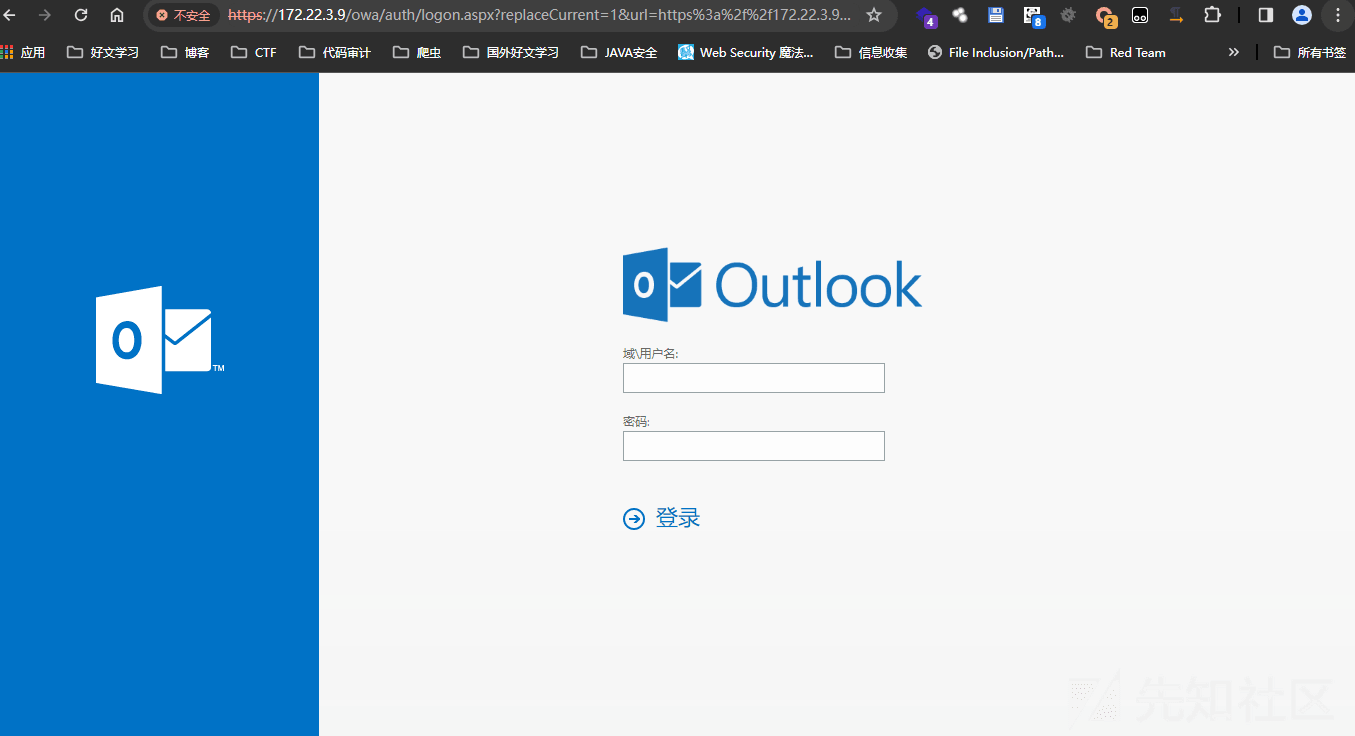 不安全 https://172.22.3.9/owa/auth/logon.aspx?replaceCurrent=1&url=https%3a%2f%2f172.22.3.9... 4 8 2
应用 好文学习 博客 CTF 代码审计 爬虫 国外好文学习 JAVA安全 Web Security 魔法... 信息收集 File Inclusion/Path... Red Team » 所有书签
Outlook
域\用户名:
O TM
密码:
登录
先知社区